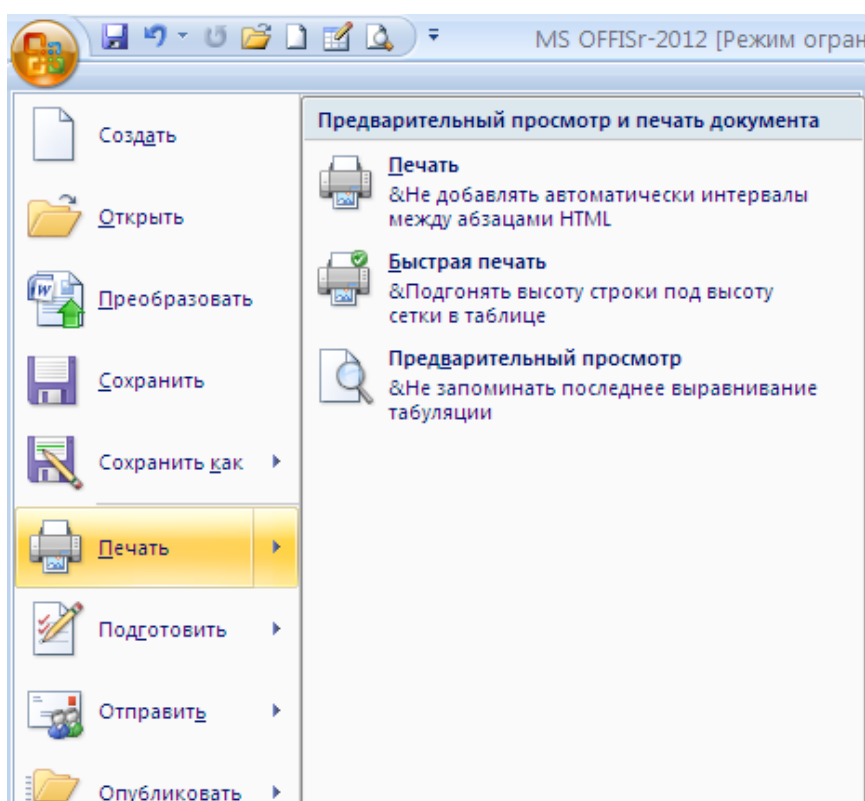 MS OFFISr-2012 [Режим огран
Создать
Открыть
Преобразовать
Сохранить
Сохранить как
Печать
Подготовить
Отправить
Опубликовать
Предварительный просмотр и печать документа
Печать
&Не добавлять автоматически интервалы
между абзацами HTML
Быстрая печать
&Подгонять высоту строки под высоту
сетки в таблице
Предварительный просмотр
&Не запоминать последнее выравнивание
табуляции